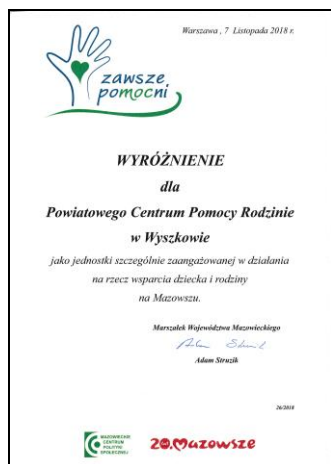 Warszawa , 7 Listopada 2018 r.
zawsze
pomocni
WYRÓŻNIENIE
dla
Powiatowego Centrum Pomocy Rodzinie
w Wyszkowie
jako jednostki szczególnie zaangażowanej w działania
na rzecz wsparcia dziecka i rodziny
na Mazowszu.
Marszałek Województwa Mazowieckiego
Adam Struzik
Adam Struzik
26/2018
MAZOWIECKIE
CENTRUM
POLITYKI
SPOŁECZNEJ
20.mazowsze